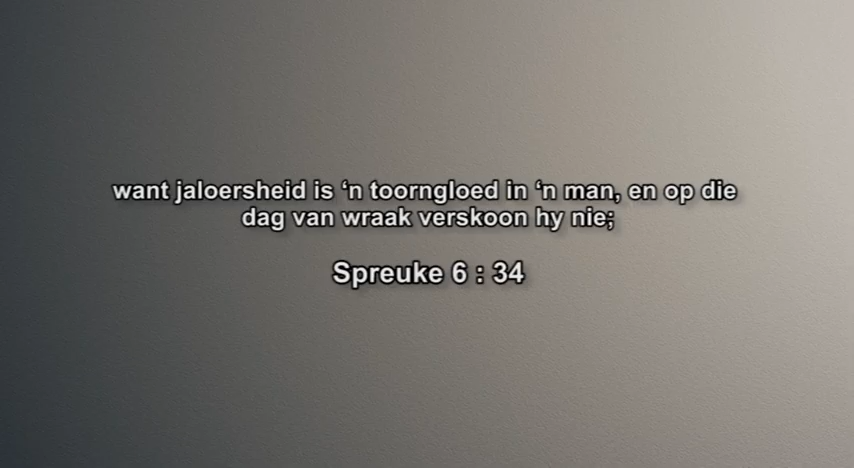 want jaloersheid is ‘n toorngloed in ‘n man, en op die
dag van wraak verskoon hy nie;
Spreuke 6 : 34